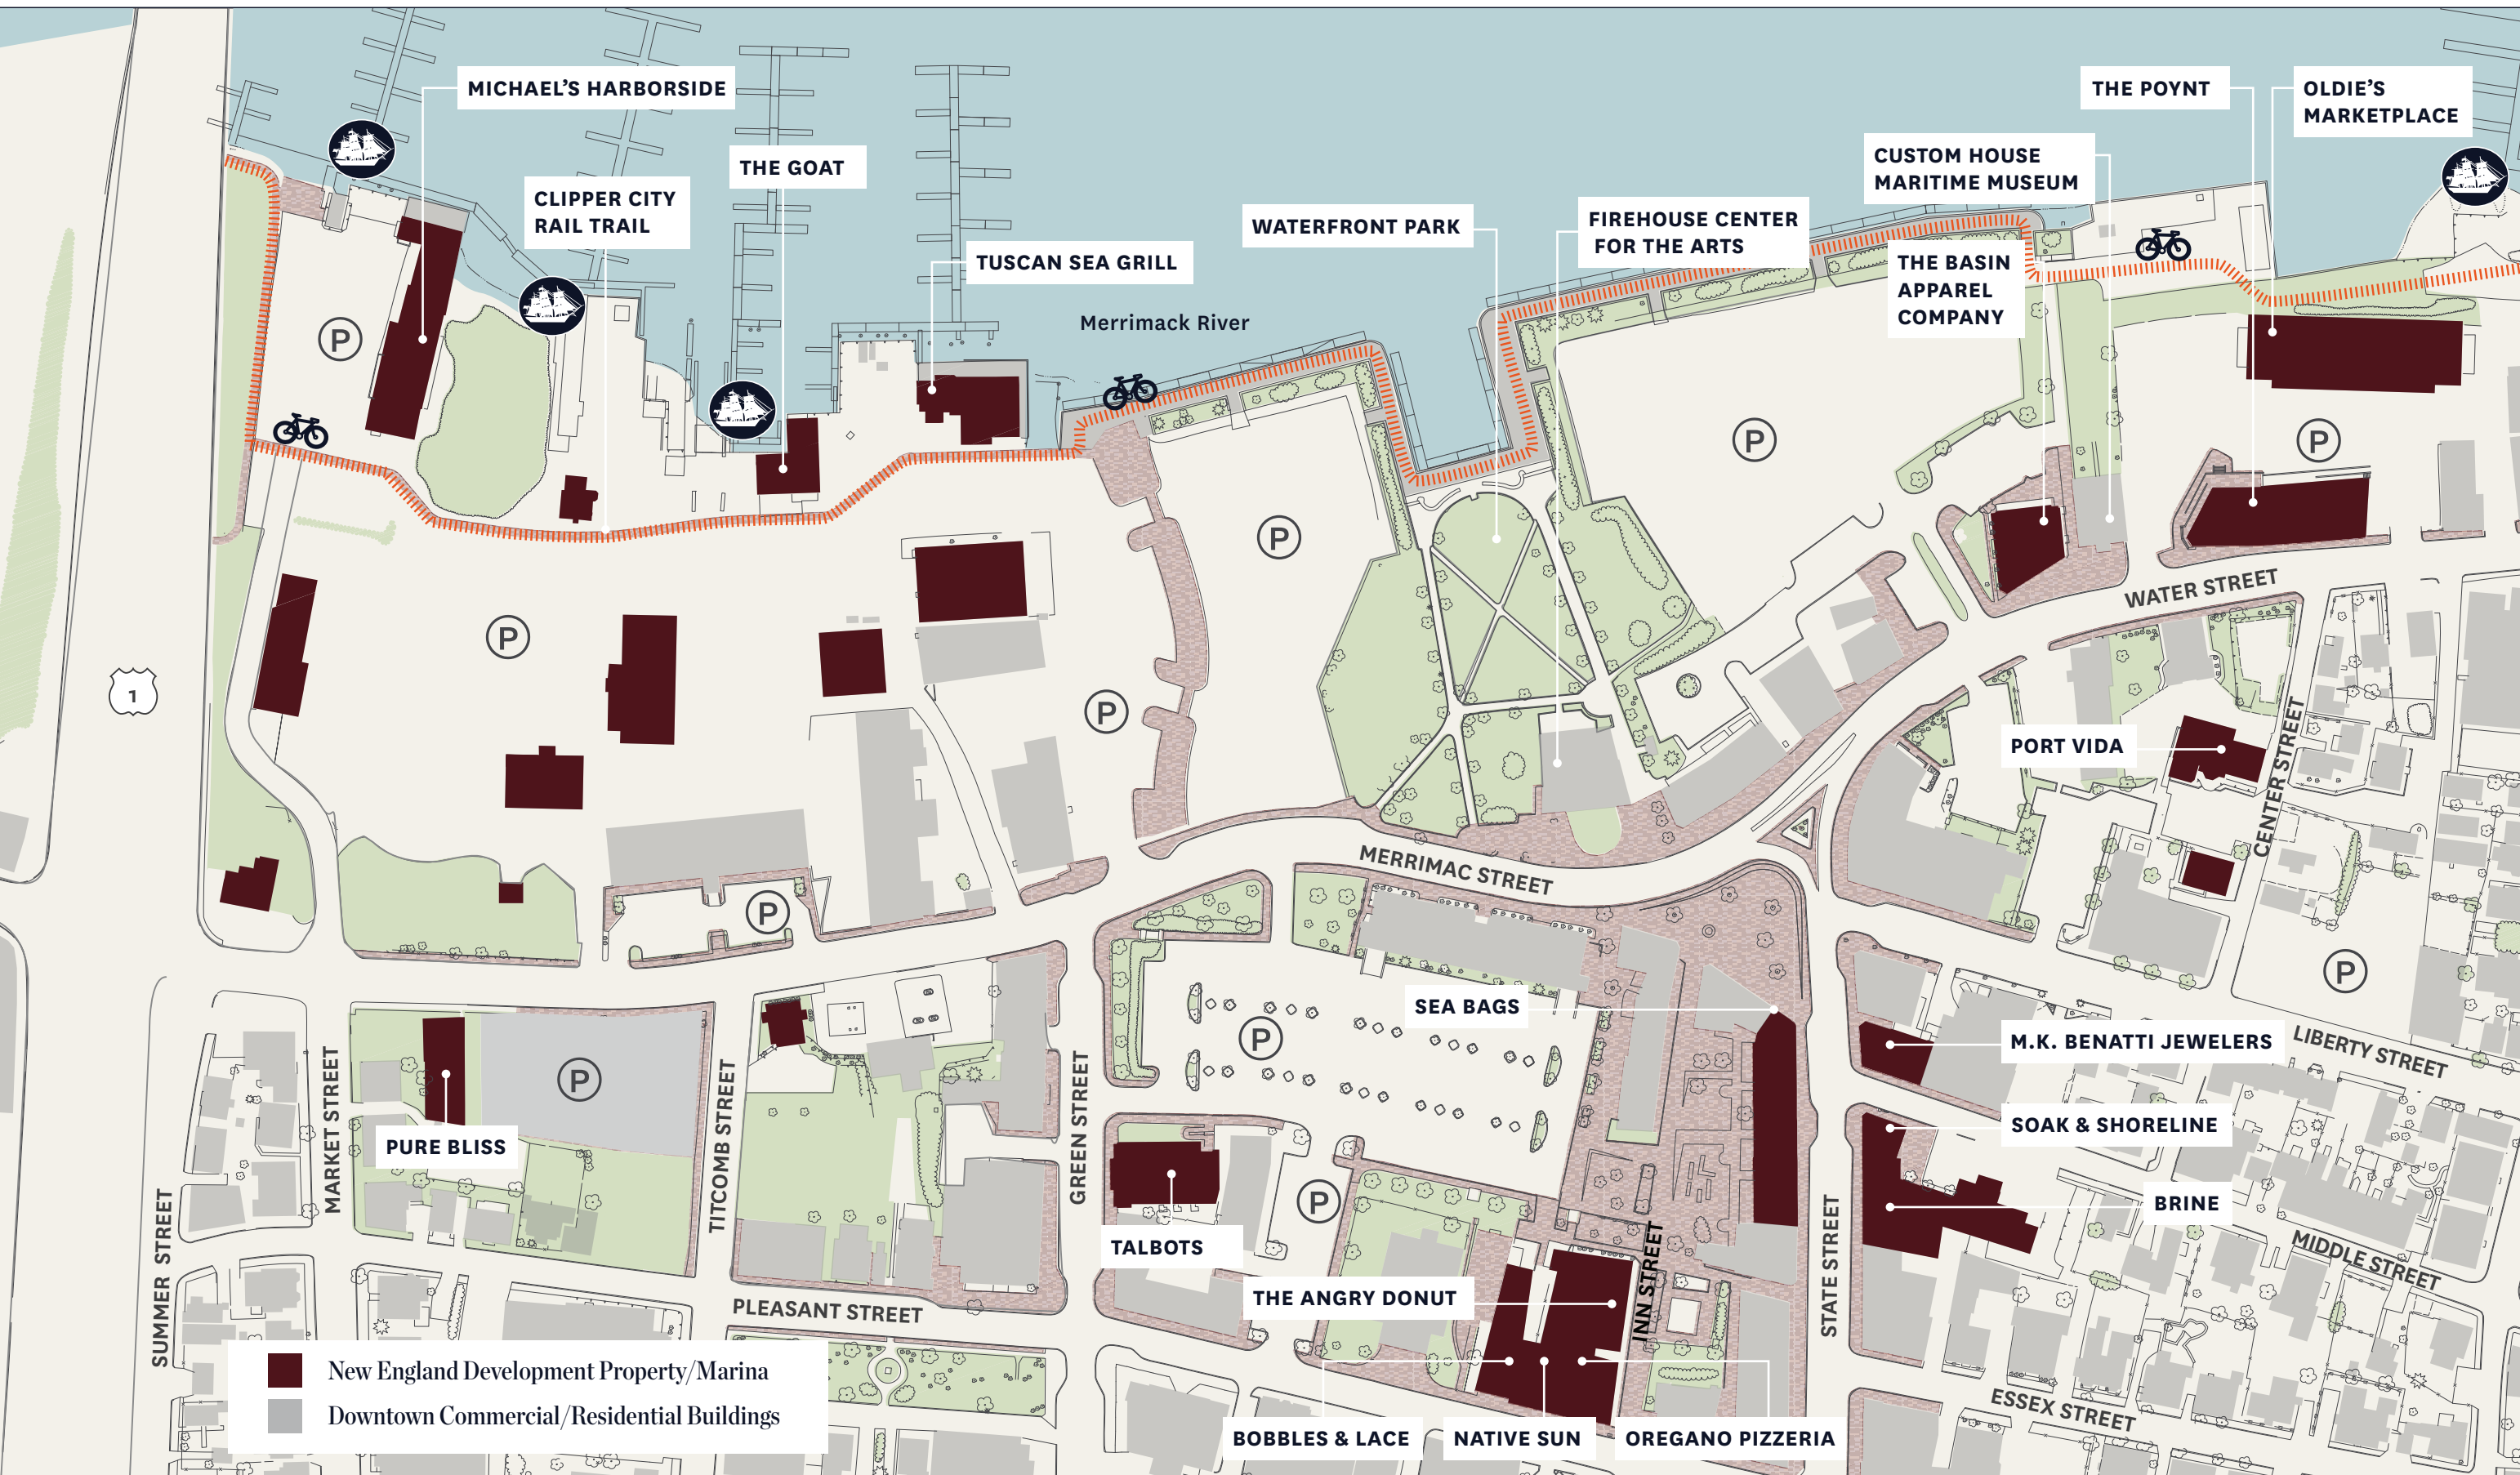 MICHAEL'S HARBORSIDE
THE POYNT
OLDIE'S
MARKETPLACE
THE GOAT
CUSTOM HOUSE
MARITIME MUSEUM
CLIPPER CITY
RAIL TRAIL
WATERFRONT PARK
FIREHOUSE CENTER
FOR THE ARTS
TUSCAN SEA GRILL
THE BASIN
APPAREL
COMPANY
Merrimack River
P
P
P
P
P
P
WATER STREET
1
P
PORT VIDA
CENTER STREET
MERRIMAC STREET
P
P
SEA BAGS
P
P
M.K. BENATTI JEWELERS
LIBERTY STREET
MARKET STREET
PURE BLISS
TITCOMB STREET
GREEN STREET
SOAK & SHORELINE
P
BRINE
TALBOTS
MIDDLE STREET
SUMMER STREET
PLEASANT STREET
THE ANGRY DONUT
INN STREET
STATE STREET
New England Development Property/Marina
Downtown Commercial/Residential Buildings
ESSEX STREET
BOBBLES & LACE
NATIVE SUN
OREGANO PIZZERIA